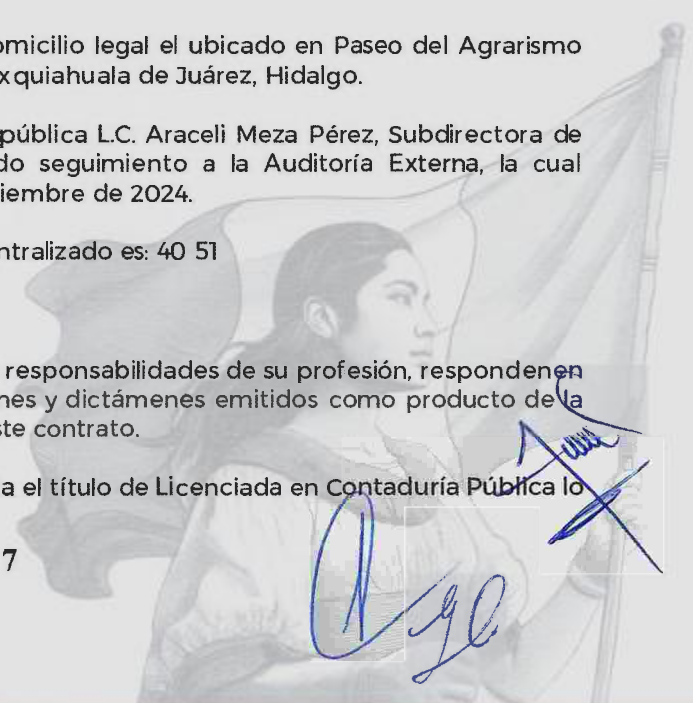 omicilio legal el ubicado en Paseo del Agrarismo
xquiahuala de Juárez, Hidalgo.
pública L.C. Araceli Meza Pérez, Subdirectora de
do seguimiento a la Auditoría Externa, la cual
iembre de 2024.
ntralizado es: 40 51
responsabilidades de su profesión, respondenen
nes y dictámenes emitidos como producto de la
ste contrato.
a el título de Licenciada en Contaduría Pública lo
7